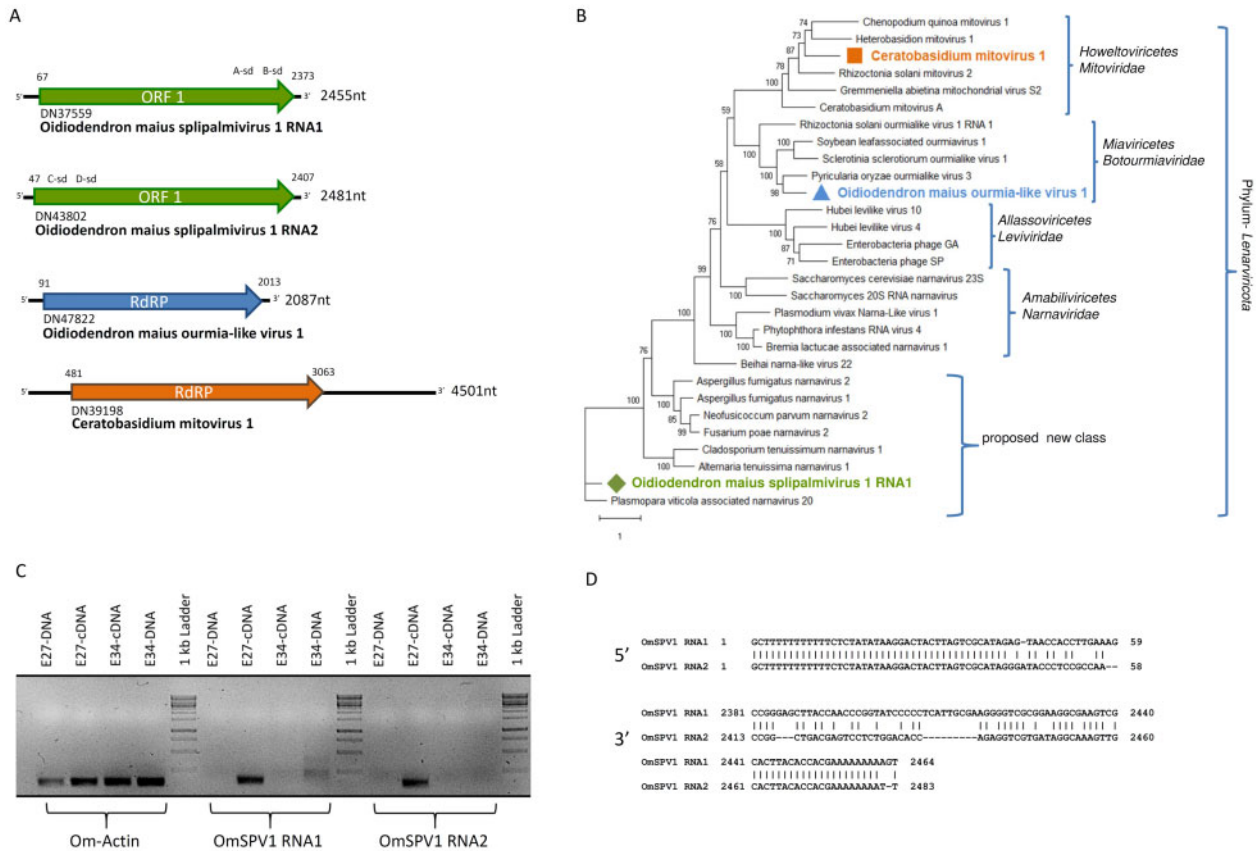 A
67
A-sd
B-sd
2373
5'
ORF 1
3'
2455nt
DN37559
Oidiodendron maius splipalmivirus 1 RNA1
47
C-sd
D-sd
2407
5'
ORF 1
3'
2481nt
DN43802
Oidiodendron maius splipalmivirus 1 RNA2
91
2013
5'
RdRP
3'
2087nt
DN47822
Oidiodendron maius ourmia-like virus 1
481
3063
5'
RdRP
3'
4501nt
DN39198
Ceratobasidium mitovirus 1
B
74
Chenopodium quinoa mitovirus 1
73
Heterobasidion mitovirus 1
87
Ceratobasidium mitovirus 1
78
Rhizoctonia solani mitovirus 2
100
Gremmeniella abietina mitochondrial virus S2
Ceratobasidium mitovirus A
Howeltoviricetes
Mitoviridae
59
Rhizoctonia solani ourmialike virus 1 RNA 1
100
Soybean leafassociated ourmiavirus 1
100
Sclerotinia sclerotiorum ourmialike virus 1
100
Pyricularia oryzae ourmialike virus 3
98
Oidiodendron maius ourmia-like virus 1
Miaviricetes
Botourmiaviridae
58
Hubei levilike virus 10
100
Hubei levilike virus 4
87
Enterobacteria phage GA
71
Enterobacteria phage SP
Allassoviricetes
Leviviridae
76
Saccharomyces cerevisiae narnavirus 23S
100
Saccharomyces 20S RNA narnavirus
99
Plasmodium vivax Narna-Like virus 1
100
Phytophthora infestans RNA virus 4
100
Bremia lactucae associated narnavirus 1
Amabiliviricetes
Narnaviridae
76
Beihai narna-like virus 22
Aspergillus fumigatus narnavirus 2
100
Aspergillus fumigatus narnavirus 1
85
Neofusicoccum parvum narnavirus 2
99
Fusarium poae narnavirus 2
100
Cladosporium tenuissimum narnavirus 1
100
Alternaria tenuissima narnavirus 1
Oidiodendron maius splipalmivirus 1 RNA1
Plasmopara viticola associated narnavirus 20
proposed new class
Phylum- Lenarviricota
1
C
E27-DNA
E27-cDNA
E34-cDNA
E34-DNA
1 kb Ladder
E27-DNA
E27-cDNA
E34-cDNA
E34-DNA
1 kb Ladder
E27-DNA
E27-cDNA
E34-cDNA
E34-DNA
1 kb Ladder
Om-Actin
OmSPV1 RNA1
OmSPV1 RNA2
D
5'
OmSPV1 RNA1 1 GCTTTTTTTTTTTCTCTATATAAGGACTACTTAGTCGCATAGAG-TAACCACCTTGAAAG 59
OmSPV1 RNA2 1 GCTTTTTTTTTTTCTCTATATAAGGACTACTTAGTCGCATAGGGATACCCTCCGCCAA-- 58
3'
OmSPV1 RNA1 2381 CCGGGAGCTTACCAACCCGGTATCCCCCTCATTGCGAAGGGGTCGCGGAAGGCGAAGTCG 2440
OmSPV1 RNA2 2413 CCGG---CTGACGAGTCCTCTGGACACC---------AGAGGTCGTGATAGGCAAAGTTG 2460
OmSPV1 RNA1 2441 CACTTACACCACGAAAAAAAAAAGT 2464
OmSPV1 RNA2 2461 CACTTACACCACGAAAAAAAAT-T 2483